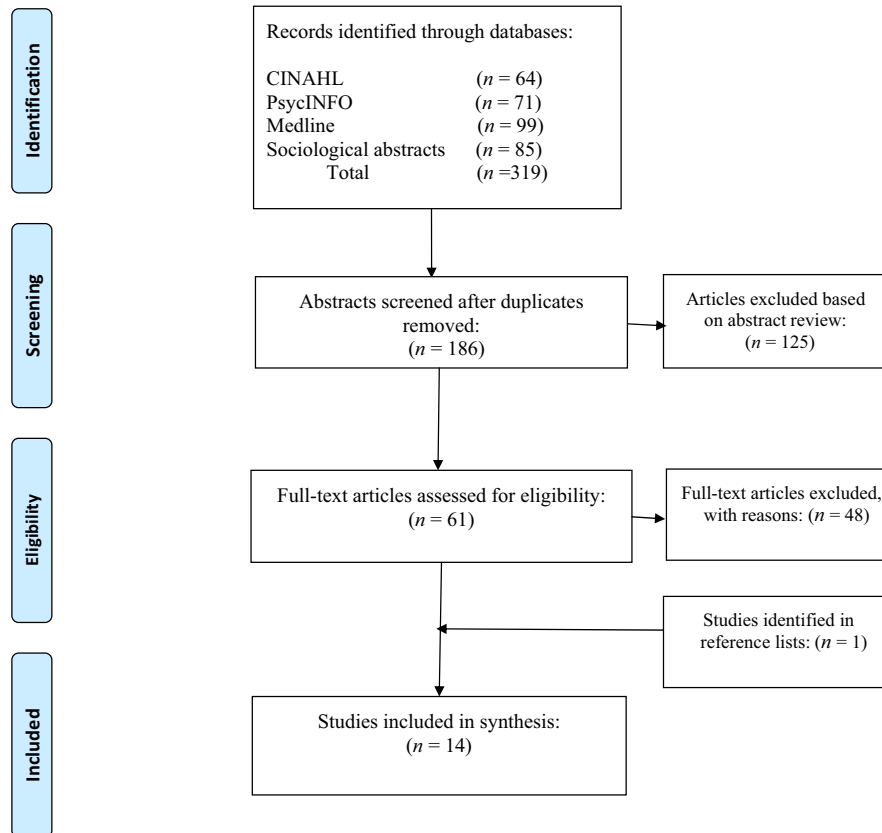 Identification
Records identified through databases:
CINAHL (n = 64)
PsycINFO (n = 71)
Medline (n = 99)
Sociological abstracts (n = 85)
Total (n =319)
Screening
Abstracts screened after duplicates
removed:
(n = 186)
Articles excluded based
on abstract review:
(n = 125)
Eligibility
Full-text articles assessed for eligibility:
(n = 61)
Full-text articles excluded,
with reasons: (n = 48)
Studies identified in
reference lists: (n = 1)
Included
Studies included in synthesis:
(n = 14)